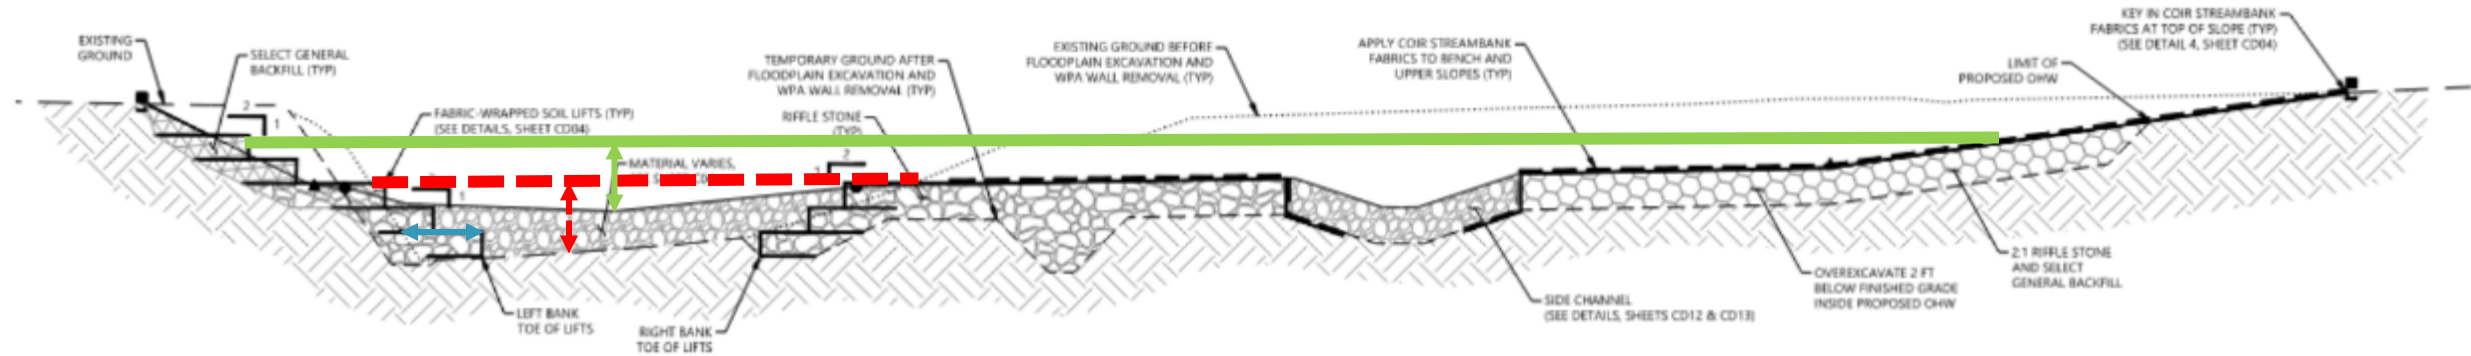 EXISTING
GROUND
SELECT GENERAL
BACKFILL (TYP)
2
1
FABRIC-WRAPPED SOIL LIFTS (TYP)
(SEE DETAILS, SHEET CD04)
TEMPORARY GROUND AFTER
FLOODPLAIN EXCAVATION AND
WPA WALL REMOVAL (TYP)
RIFFLE STONE
(TYP)
MATERIAL VARIES,
2
1
1
EXISTING GROUND BEFORE
FLOODPLAIN EXCAVATION AND
WPA WALL REMOVAL (TYP)
APPLY COIR STREAMBANK
FABRICS TO BENCH AND
UPPER SLOPES (TYP)
KEY IN COIR STREAMBANK
FABRICS AT TOP OF SLOPE (TYP)
(SEE DETAIL 4, SHEET CD04)
LIMIT OF
PROPOSED OHW
LEFT BANK
TOE OF LIFTS
RIGHT BANK
TOE OF LIFTS
SIDE CHANNEL
(SEE DETAILS, SHEETS CD12 & CD13)
OVEREXCAVATE 2 FT
BELOW FINISHED GRADE
INSIDE PROPOSED OHW
2:1 RIFFLE STONE
AND SELECT
GENERAL BACKFILL